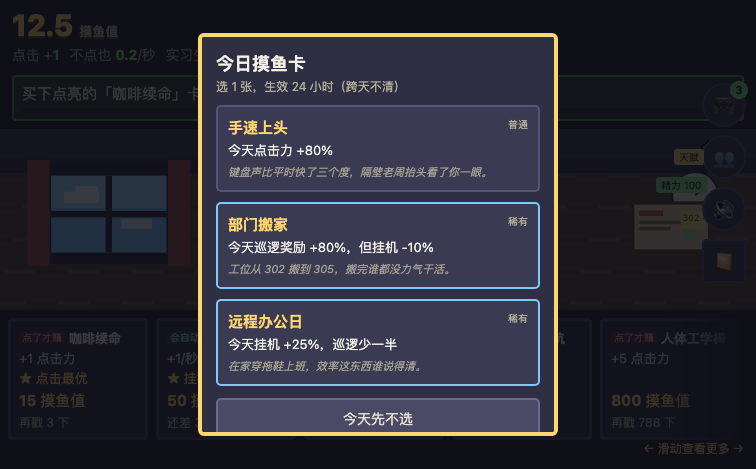 12.5 摸鱼值
点击 +1 不点也 0.2/秒 实习
买下点亮的「咖啡续命」卡
3
今日摸鱼卡
选 1 张，生效 24 小时（跨天不清）
手速上头 普通
今天点击力 +80%
键盘声比平时快了三个度，隔壁老周抬头看了你一眼。
部门搬家 稀有
今天巡逻奖励 +80%，但挂机 -10%
工位从 302 搬到 305，搬完谁都没力气干活。
远程办公日 稀有
今天挂机 +25%，巡逻少一半
在家穿拖鞋上班，效率这东西谁说得清。
今天先不选
天赋
精力 100
302
点了才赚 咖啡续命
+1 点击力
⭐ 点击最优
15 摸鱼值
再戳 3 下
会自动
+1/秒
⭐ 挂
50 摸
还差
点了才赚 人体工学椅
+5 点击力
800 摸鱼值
再戳 788 下
← 滑动查看更多 →